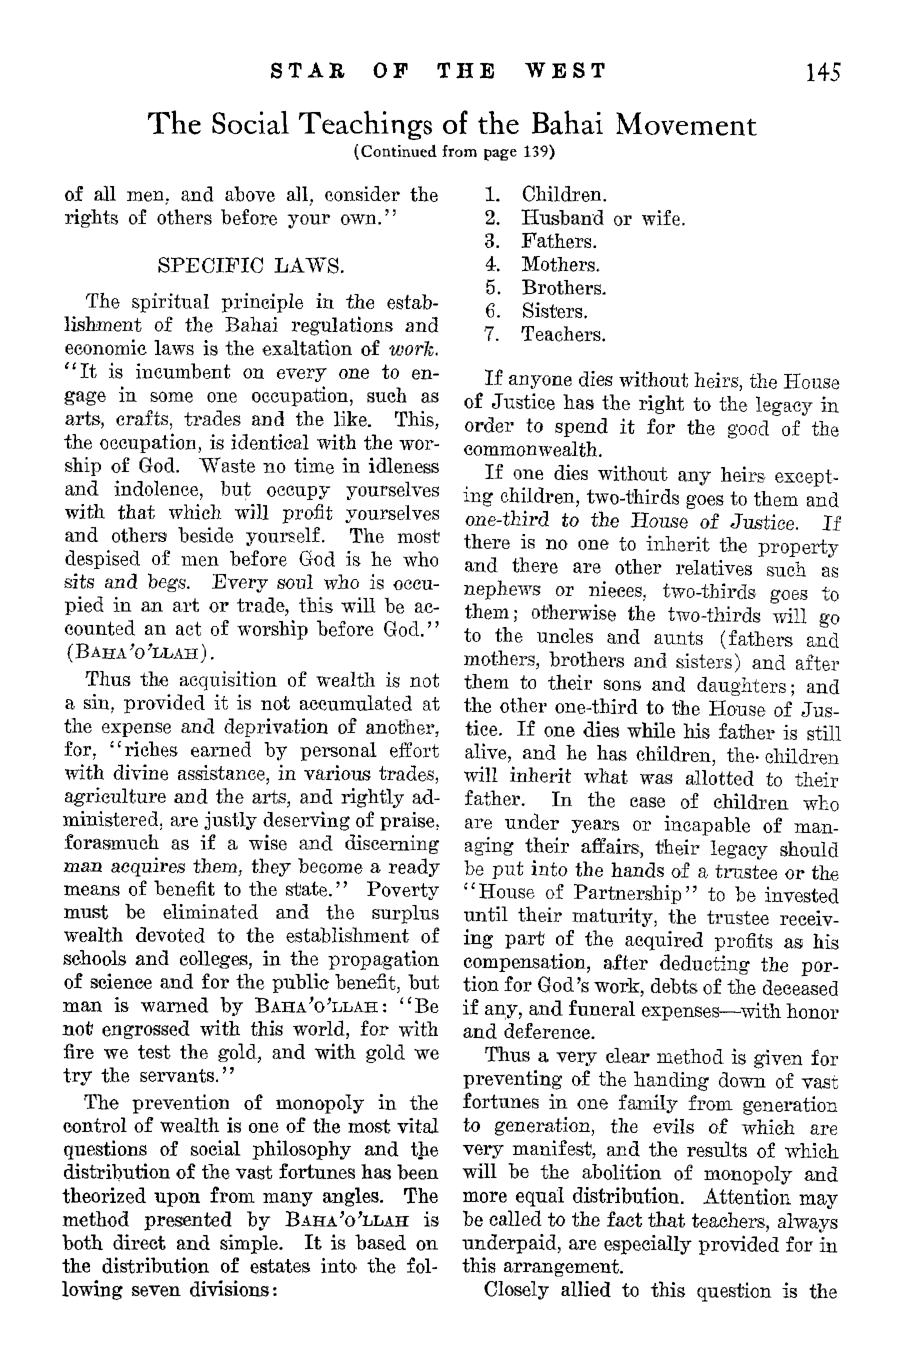 STAR OF THE WEST 145
The Social Teachings of the Bahai Movement
(Continued from page 139)
of all men, and above all, consider the
rights of others before your own."
SPECIFIC LAWS.
The spiritual principle in the estab-
lishment of the Bahai regulations and
economic laws is the exaltation of work.
"It is incumbent on every one to en-
gage in some one occupation, such as
arts, crafts, trades and the like. This,
the occupation, is identical with the wor-
ship of God. Waste no time in idleness
and indolence, but occupy yourselves
with that which will profit yourselves
and others beside yourself. The most
despised of men before God is he who
sits and begs. Every soul who is occu-
pied in an art or trade, this will be ac-
counted an act of worship before God."
(BAHA'O'LLAH).
Thus the acquisition of wealth is not
a sin, provided it is not accumulated at
the expense and deprivation of another,
for, "riches earned by personal effort
with divine assistance, in various trades,
agriculture and the arts, and rightly ad-
ministered, are justly deserving of praise,
forasmuch as if a wise and discerning
man acquires them, they become a ready
means of benefit to the state." Poverty
must be eliminated and the surplus
wealth devoted to the establishment of
schools and colleges, in the propagation
of science and for the public benefit, but
man is warned by BAHA'O'LLAH: "Be
not engrossed with this world, for with
fire we test the gold, and with gold we
try the servants."
The prevention of monopoly in the
control of wealth is one of the most vital
questions of social philosophy and the
distribution of the vast fortunes has been
theorized upon from many angles. The
method presented by BAHA'O'LLAH is
both direct and simple. It is based on
the distribution of estates into the fol-
lowing seven divisions:
1. Children.
2. Husband or wife.
3. Fathers.
4. Mothers.
5. Brothers.
6. Sisters.
7. Teachers.
If anyone dies without heirs, the House
of Justice has the right to the legacy in
order to spend it for the good of the
commonwealth.
If one dies without any heirs except-
ing children, two-thirds goes to them and
one-third to the House of Justice. If
there is no one to inherit the property
and there are other relatives such as
nephews or nieces, two-thirds goes to
them; otherwise the two-thirds will go
to the uncles and aunts (fathers and
mothers, brothers and sisters) and after
them to their sons and daughters; and
the other one-third to the House of Jus-
tice. If one dies while his father is still
alive, and he has children, the children
will inherit what was allotted to their
father. In the case of children who
are under years or incapable of man-
aging their affairs, their legacy should
be put into the hands of a trustee or the
"House of Partnership" to be invested
until their maturity, the trustee receiv-
ing part of the acquired profits as his
compensation, after deducting the por-
tion for God's work, debts of the deceased
if any, and funeral expenses—with honor
and deference.
Thus a very clear method is given for
preventing of the handing down of vast
fortunes in one family from generation
to generation, the evils of which are
very manifest, and the results of which
will be the abolition of monopoly and
more equal distribution. Attention may
be called to the fact that teachers, always
underpaid, are especially provided for in
this arrangement.
Closely allied to this question is the